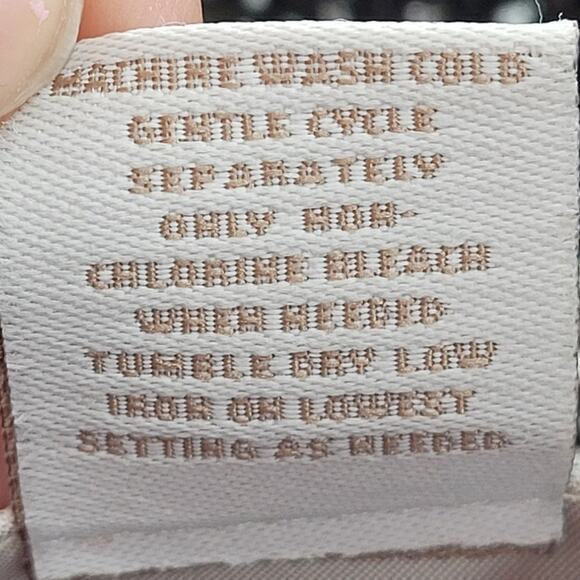 MACHINE WASH COLD
GENTLE CYCLE
SEPARATELY
ONLY NON-
CHLORINE BLEACH
WHEN NEEDED
TUMBLE DRY LOW
IRON ON LOWEST
SETTING AS NEEDED